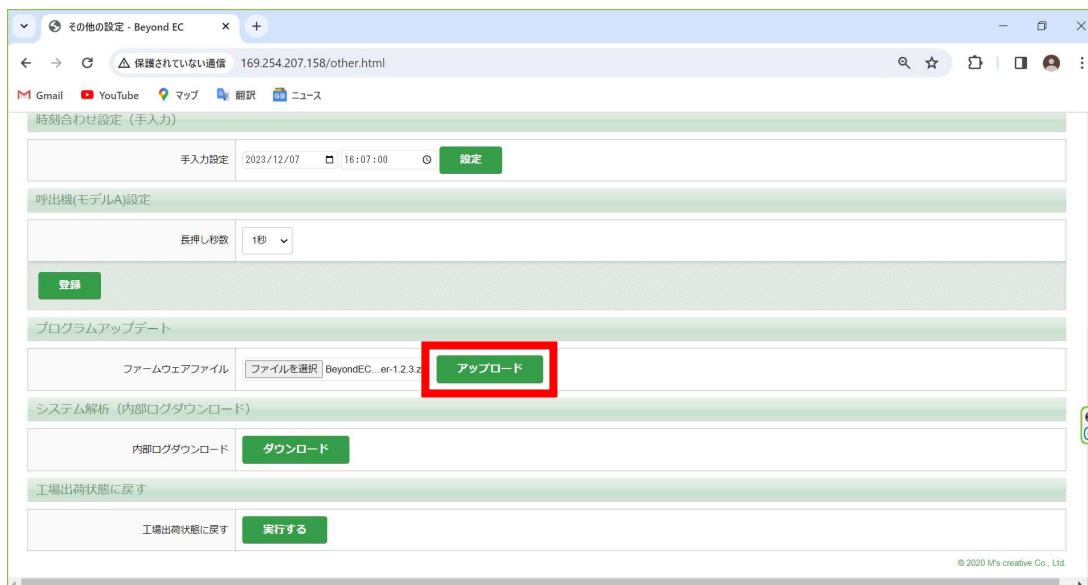 その他の設定 - Beyond EC
保護されていない通信 169.254.207.158/other.html
Gmail YouTube マップ 翻訳 ニュース
時刻合わせ設定（手入力）
手入力設定 2023/12/07 16:07:00 設定
呼出機(モデルA)設定
長押し秒数 1秒
登録
プログラムアップデート
ファームウェアファイル ファイルを選択 BeyondEC...er-1.2.3.z アップロード
システム解析（内部ログダウンロード）
内部ログダウンロード ダウンロード
工場出荷状態に戻す
工場出荷状態に戻す 実行する
© 2020 M's creative Co., Ltd.